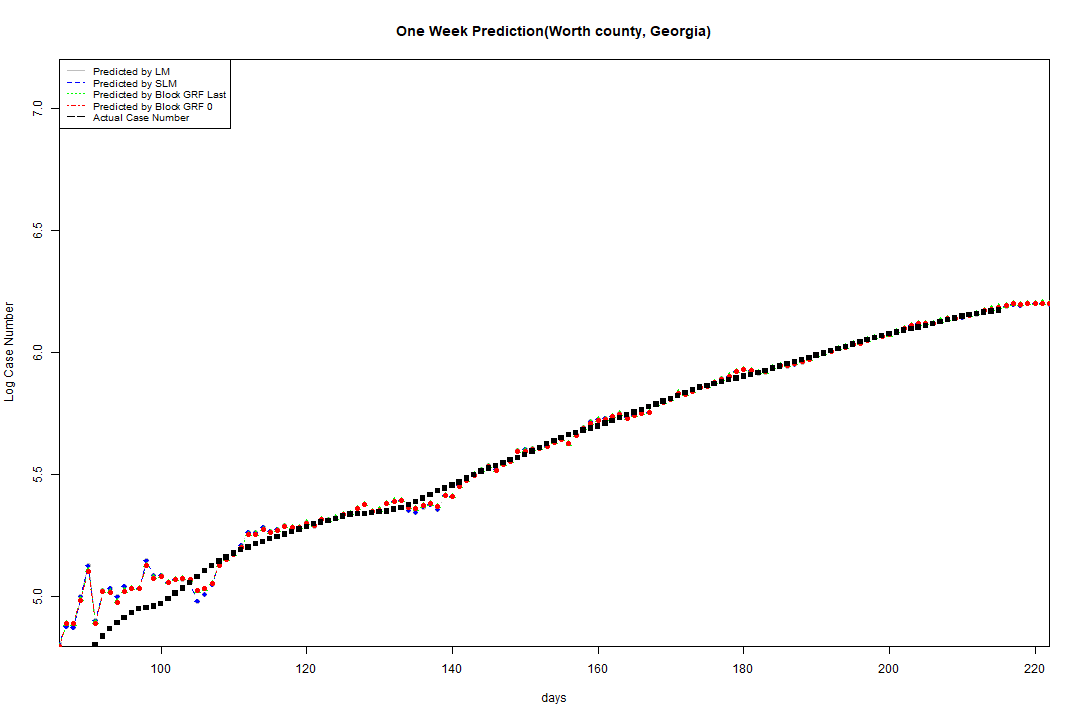 One Week Prediction(Worth county, Georgia)
Predicted by LM
Predicted by SLM
Predicted by Block GRF Last
Predicted by Block GRF 0
Actual Case Number
7.0
6.5
6.0
5.5
5.0
Log Case Number
100 120 140 160 180 200 220
days